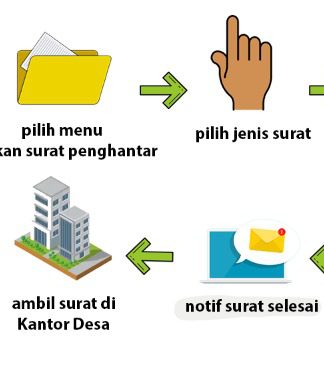 pilih menu
kan surat penghantar
pilih jenis surat
ambil surat di
Kantor Desa
notif surat selesai